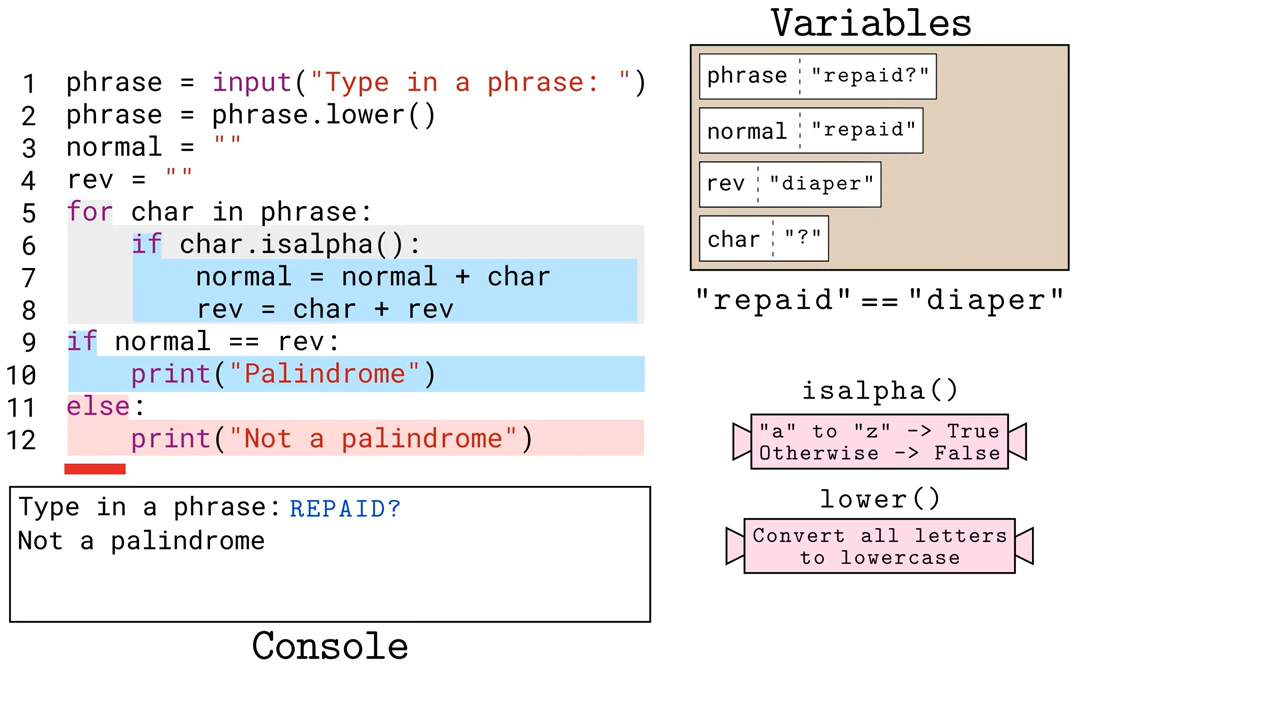 1 phrase = input("Type in a phrase: ")
2 phrase = phrase.lower()
3 normal = ""
4 rev = ""
5 for char in phrase:
6 if char.isalpha():
7 normal = normal + char
8 rev = char + rev
9 if normal == rev:
10 print("Palindrome")
11 else:
12 print("Not a palindrome")
Type in a phrase: REPAID?
Not a palindrome
Console
Variables
phrase "repaid?"
normal "repaid"
rev "diaper"
char "?"
"repaid" == "diaper"
isalpha()
"a" to "z" -> True
Otherwise -> False
lower()
Convert all letters
to lowercase